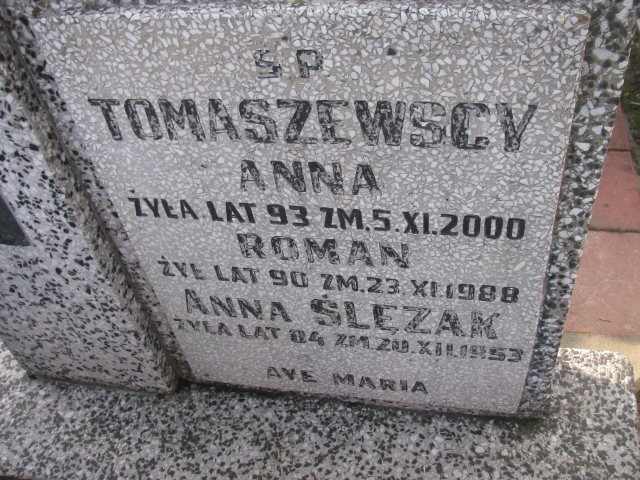 Ś.P.
TOMASZEWSCY
ANNA
ŻYŁA LAT 93 ZM. 5. XI. 2000
ROMAN
ŻYŁ LAT 90 ZM. 23 XI. 1988
ANNA ŚLEZAK
ŻYŁA LAT 84 ZM. 20. XII. 1953
AVE MARIA